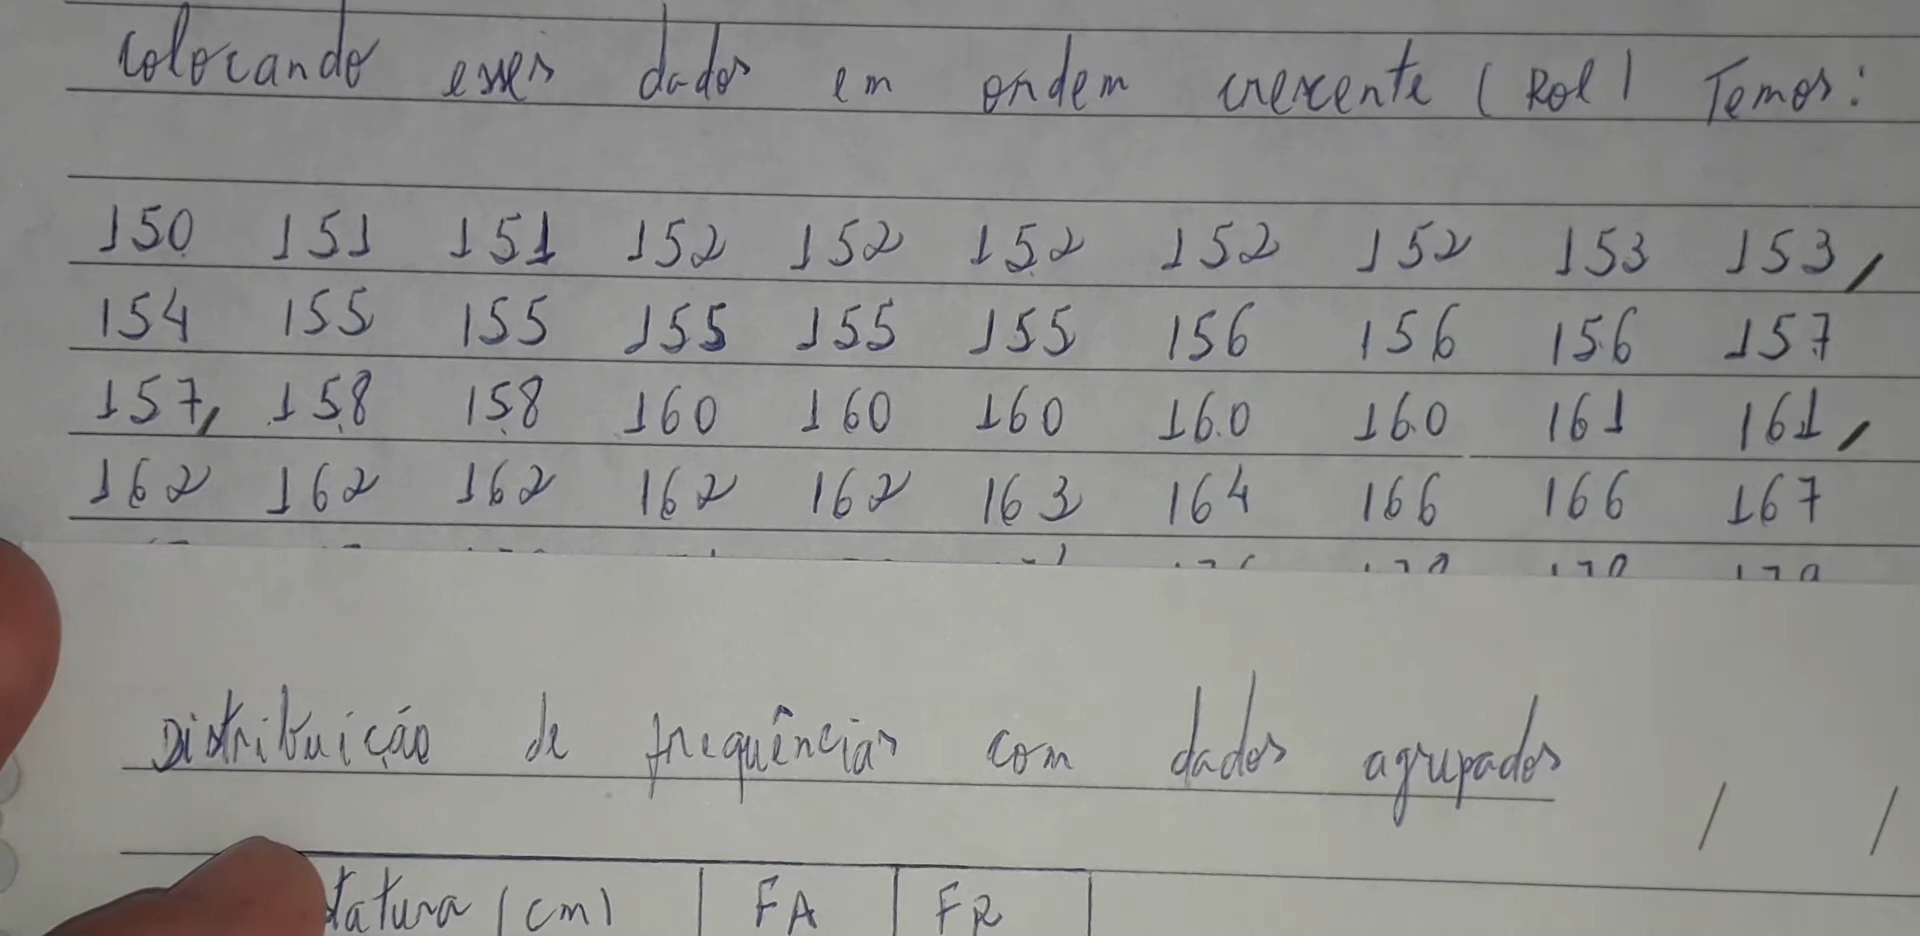 colocando esses dados em ordem crescente (Rol) Temos:
150 151 151 152 152 152 152 152 153 153,
154 155 155 155 155 155 156 156 156 157
157, 158 158 160 160 160 160 160 161 161,
162 162 162 162 162 163 164 166 166 167
Distribuição de frequências com dados agrupados
/ /
tatura (cm) FA FR